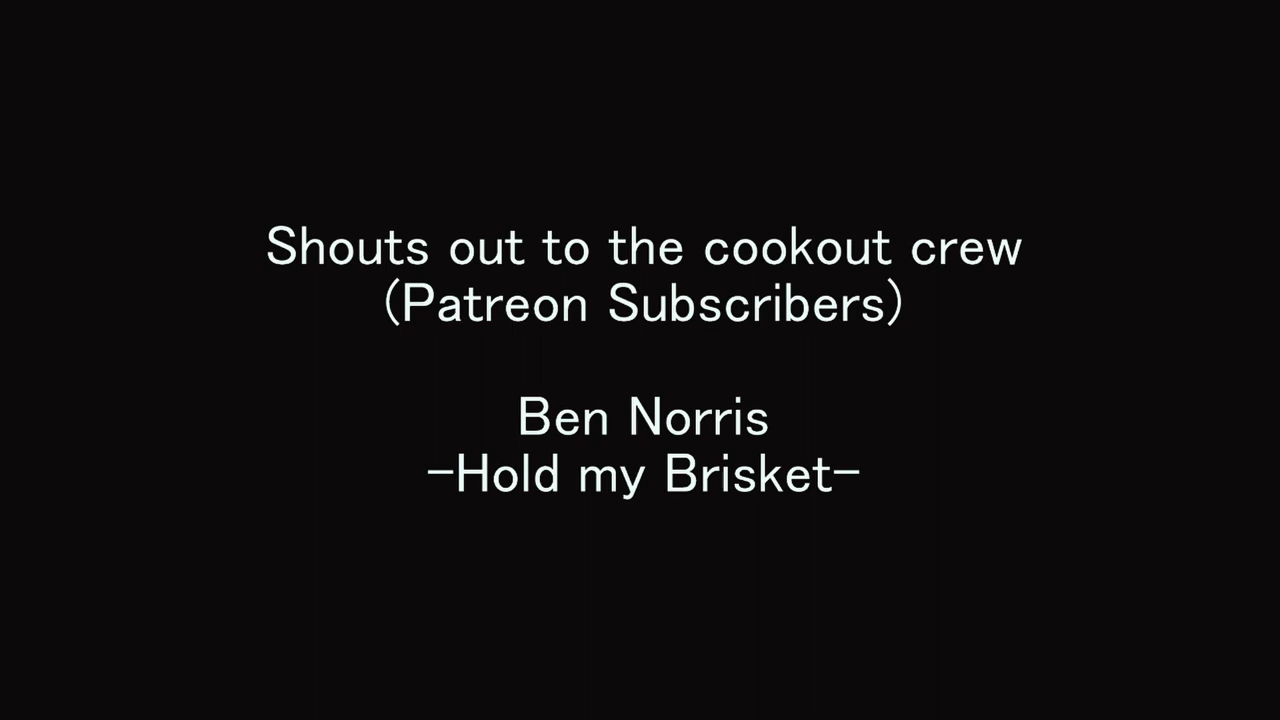 Shouts out to the cookout crew
(Patreon Subscribers)
Ben Norris
-Hold my Brisket-